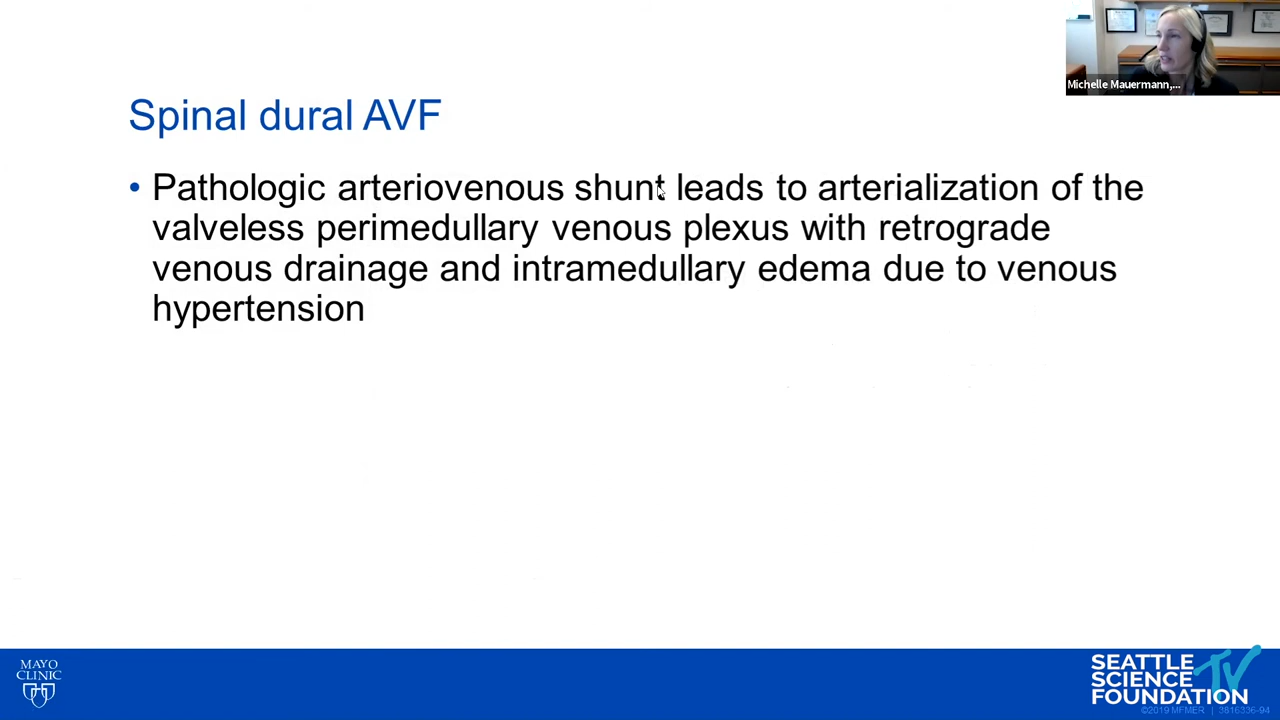 Michelle Mauermann,...
Spinal dural AVF
• Pathologic arteriovenous shunt leads to arterialization of the
valveless perimedullary venous plexus with retrograde
venous drainage and intramedullary edema due to venous
hypertension
MAYO
CLINIC
SEATTLE
SCIENCE
FOUNDATION
TV
©2019 MFMER | 3816336-94